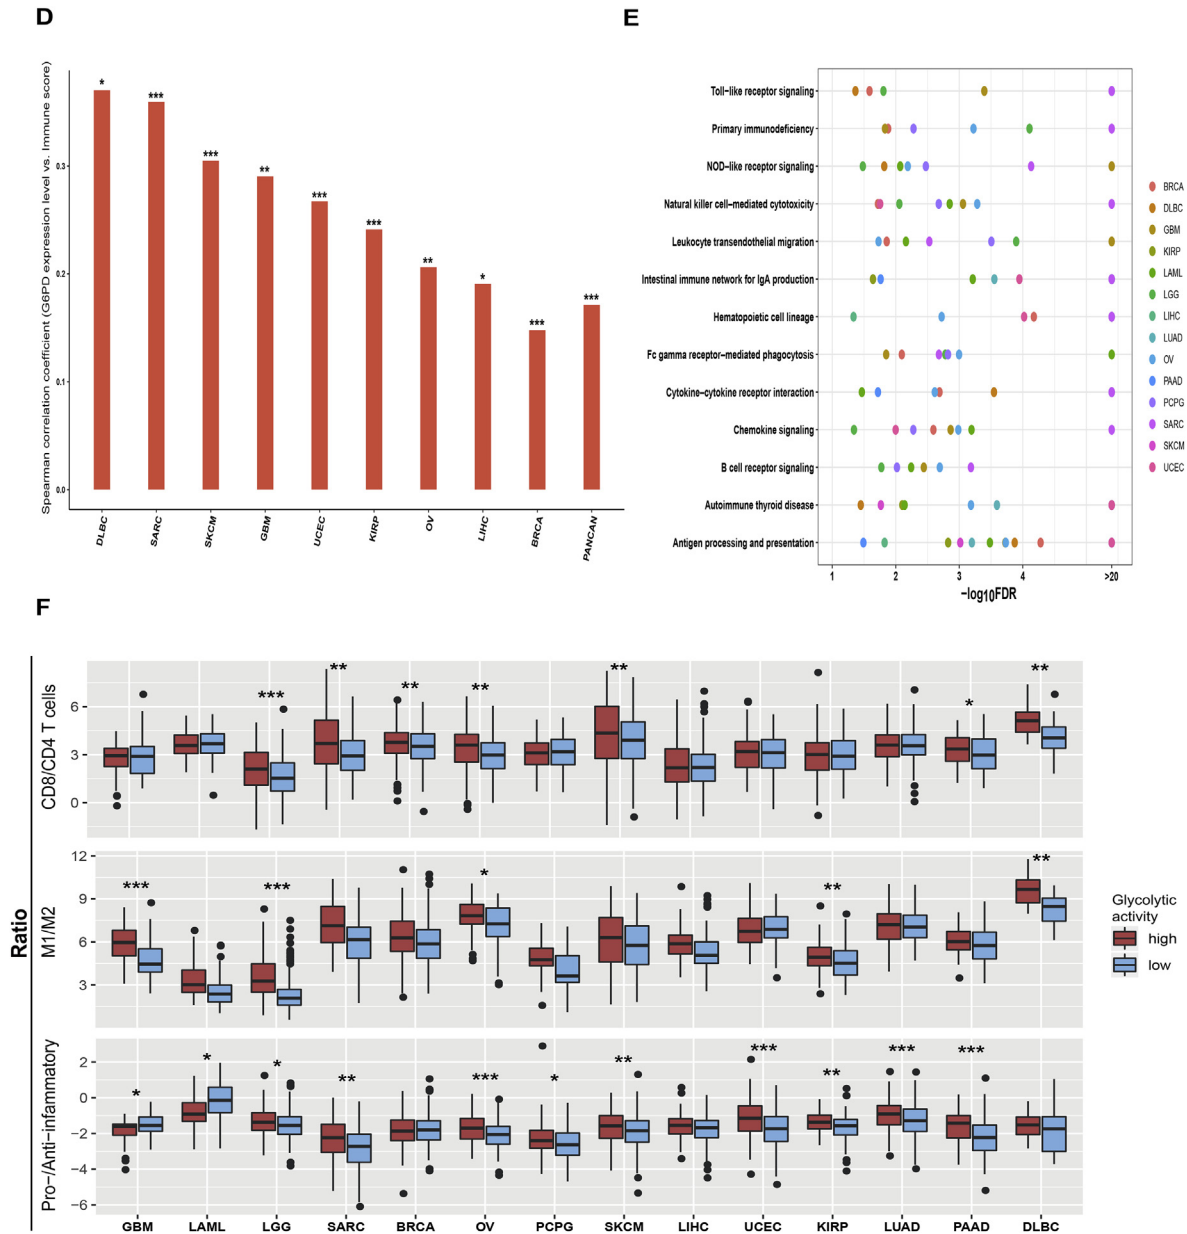 D
E
Spearman correlation coefficient (G6PD expression level vs. Immune score)
0.3
0.2
0.1
0.0
*
***
***
**
***
***
**
*
***
***
DLBC
SARC
SKCM
GBM
UCEC
KIRP
OV
LIHC
BRCA
PANCAN
Toll-like receptor signaling
Primary immunodeficiency
NOD-like receptor signaling
Natural killer cell-mediated cytotoxicity
Leukocyte transendothelial migration
Intestinal immune network for IgA production
Hematopoietic cell lineage
Fc gamma receptor-mediated phagocytosis
Cytokine-cytokine receptor interaction
Chemokine signaling
B cell receptor signaling
Autoimmune thyroid disease
Antigen processing and presentation
1 2 3 4 >20
-log10FDR
BRCA
DLBC
GBM
KIRP
LAML
LGG
LIHC
LUAD
OV
PAAD
PCPG
SARC
SKCM
UCEC
F
Ratio
CD8/CD4 T cells
6
3
0
*** ** ** ** ** * **
M1/M2
12
9
6
3
*** *** * ** **
Pro-/Anti-infammatory
2
0
-2
-4
-6
* * * ** *** * ** *** ** *** ***
GBM LAML LGG SARC BRCA OV PCPG SKCM LIHC UCEC KIRP LUAD PAAD DLBC
Glycolytic
activity
high
low